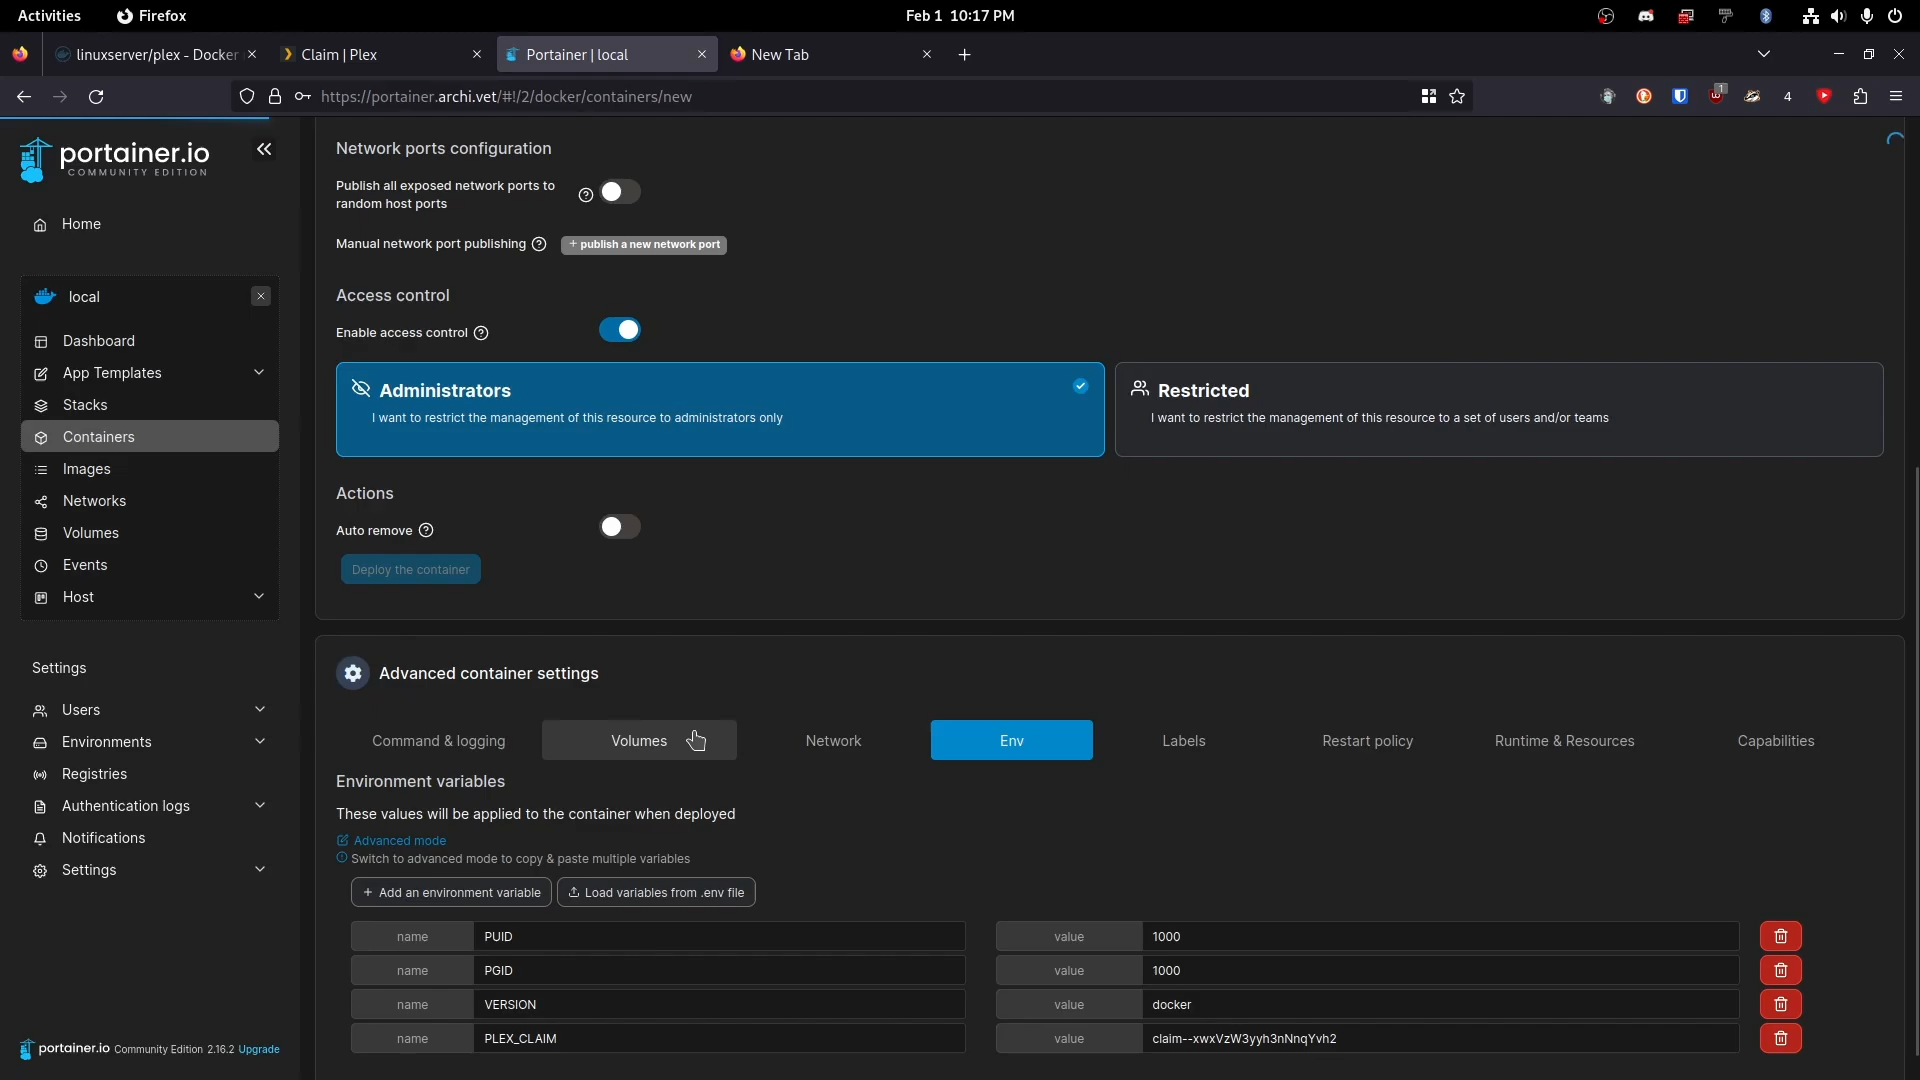 Activities
Firefox
Feb 1 10:17 PM
linuxserver/plex - Docker
Claim | Plex
Portainer | local
New Tab
https://portainer.archi.vet/#!/2/docker/containers/new
1
4
portainer.io
COMMUNITY EDITION
Home
local
Dashboard
App Templates
Stacks
Containers
Images
Networks
Volumes
Events
Host
Settings
Users
Environments
Registries
Authentication logs
Notifications
Settings
portainer.io Community Edition 2.16.2 Upgrade
Network ports configuration
Publish all exposed network ports to
random host ports
Manual network port publishing
+ publish a new network port
Access control
Enable access control
Administrators
I want to restrict the management of this resource to administrators only
Restricted
I want to restrict the management of this resource to a set of users and/or teams
Actions
Auto remove
Deploy the container
Advanced container settings
Command & logging
Volumes
Network
Env
Labels
Restart policy
Runtime & Resources
Capabilities
Environment variables
These values will be applied to the container when deployed
Advanced mode
Switch to advanced mode to copy & paste multiple variables
+ Add an environment variable
Load variables from .env file
name PUID value 1000
name PGID value 1000
name VERSION value docker
name PLEX_CLAIM value claim--xwxVzW3yyh3nNnqYvh2